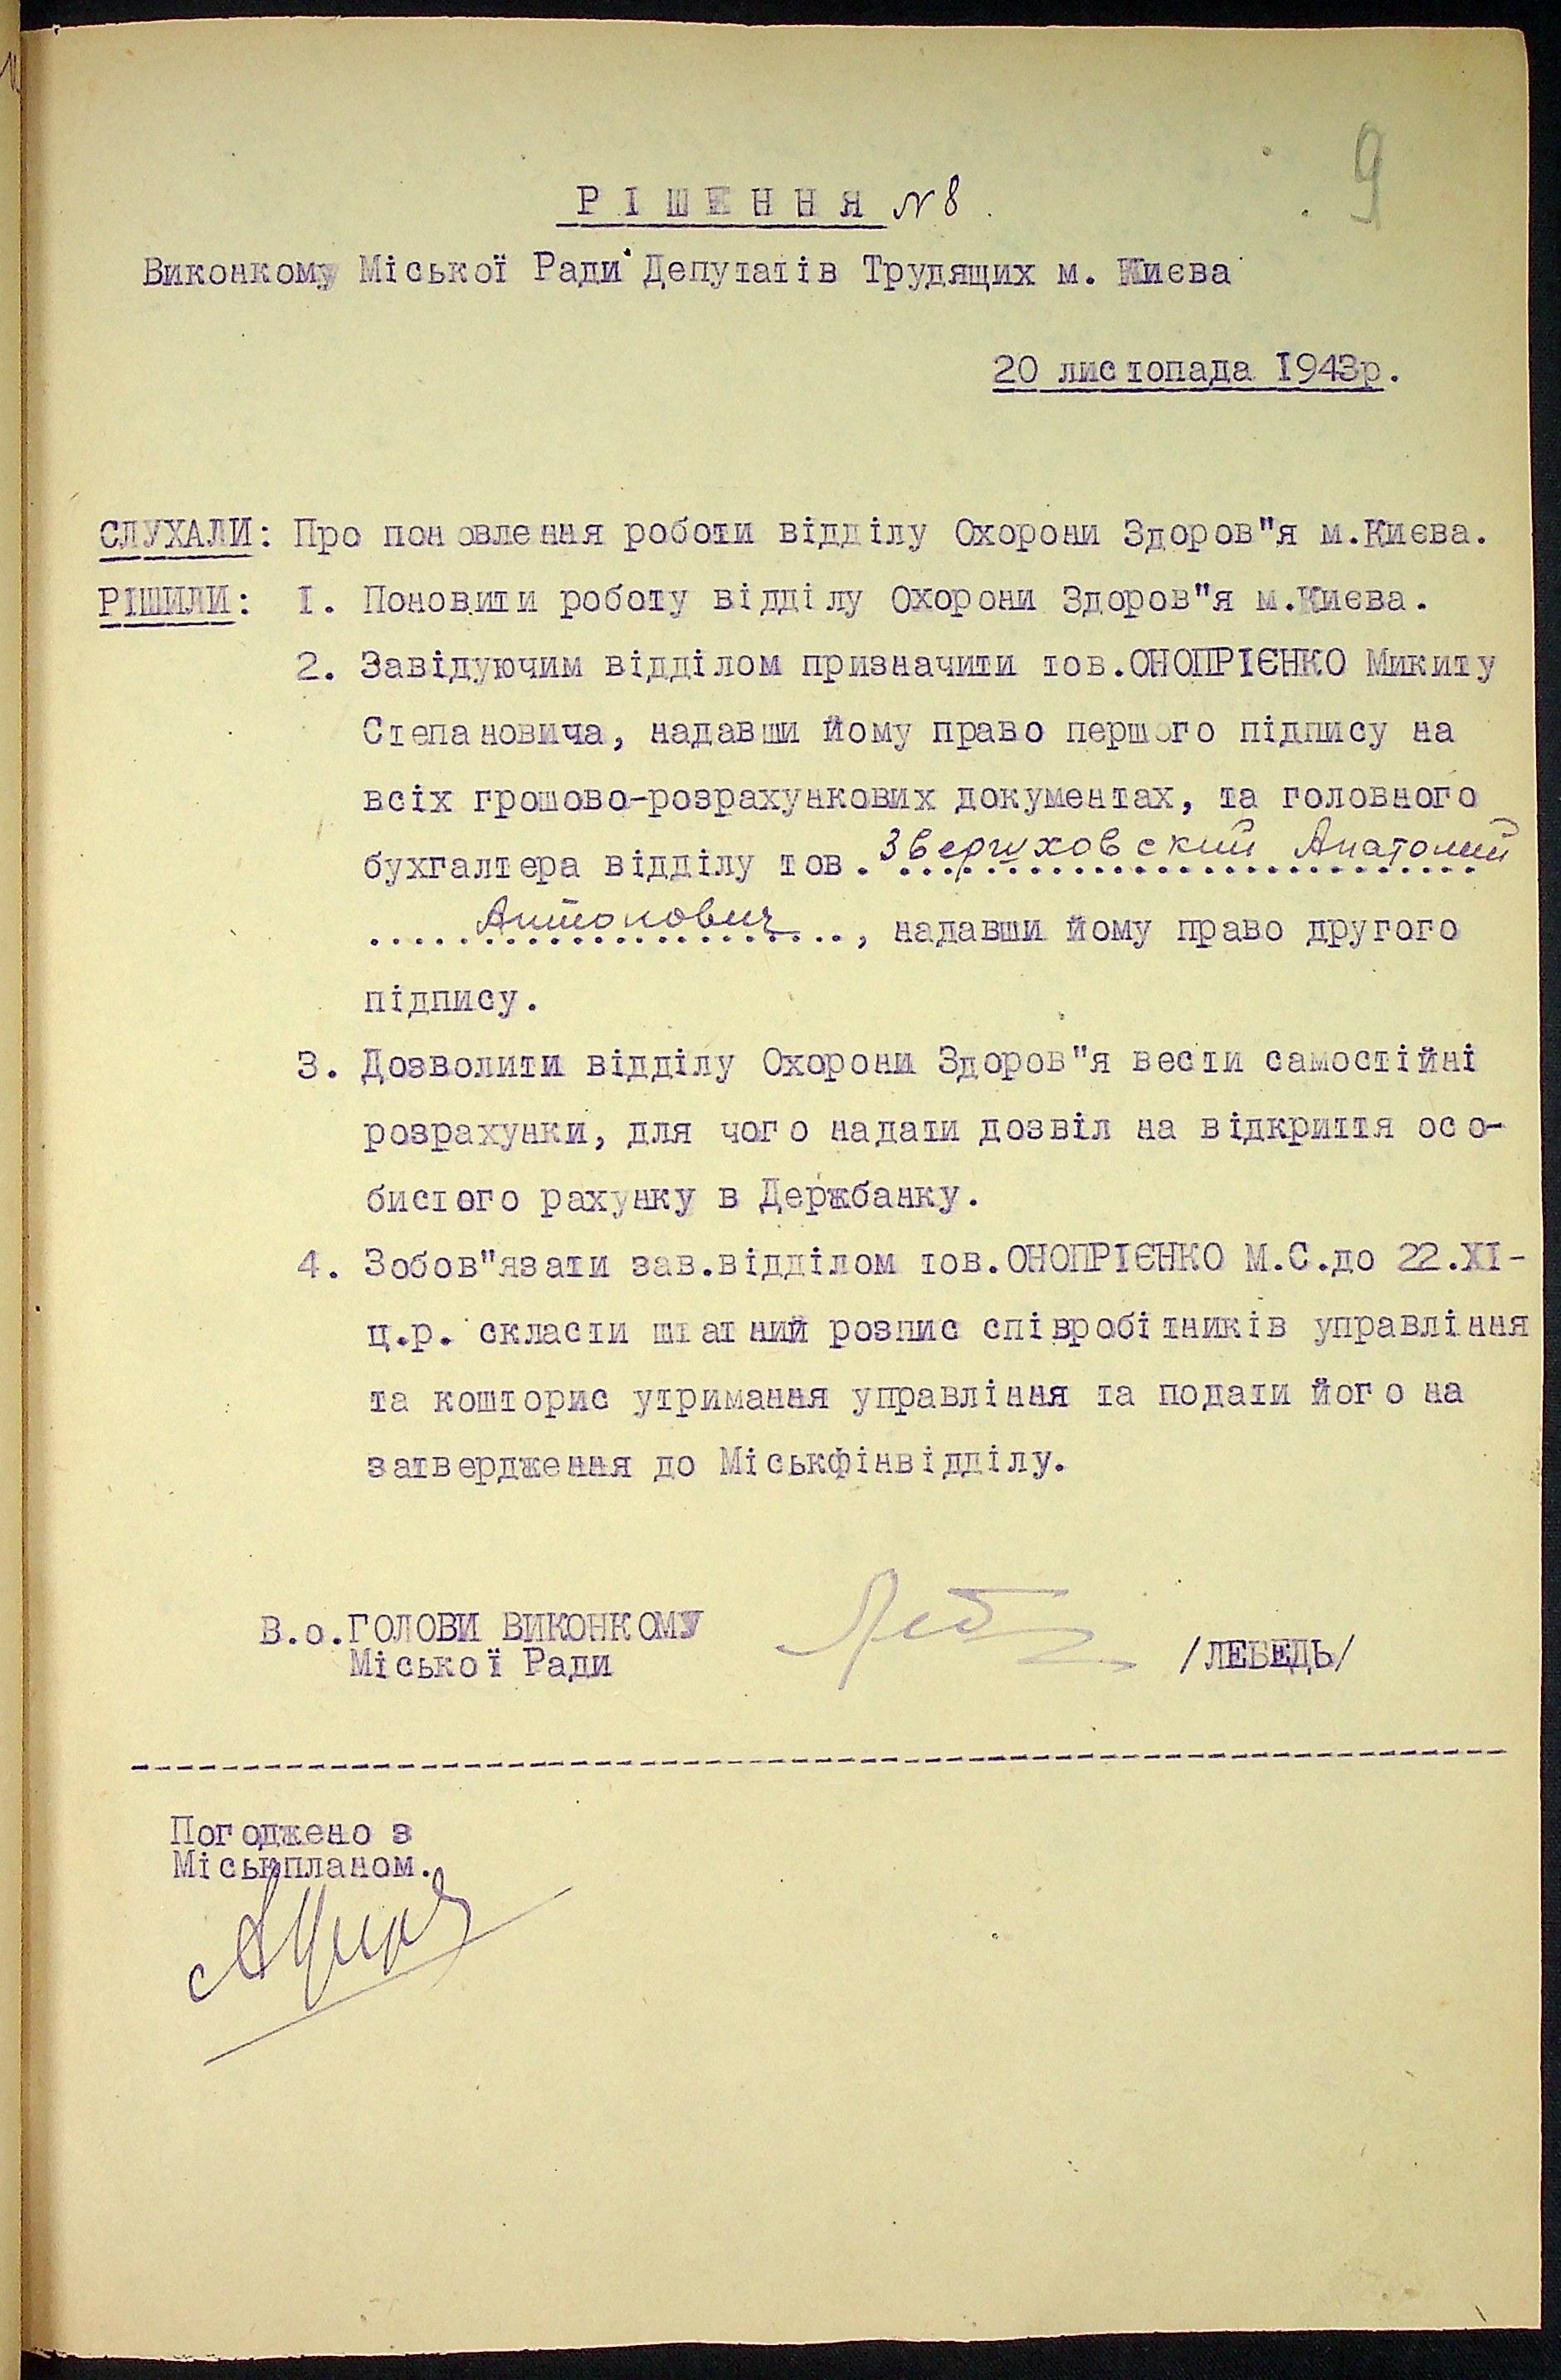 9
РІШЕННЯ N 8.
Виконкому Міської Ради Депутатів Трудящих м. Києва
20 листопада 1943р.
СЛУХАЛИ: Про поновлення роботи відділу Охорони Здоров"я м.Києва.
РІШИЛИ: І. Поновити роботу відділу Охорони Здоров"я м.Києва.
2. Завідуючим відділом призначити тов.ОНОПРІЄНКО Микиту
Степановича, надавши йому право першого підпису на
всіх грошово-розрахункових документах, та головного
бухгалтера відділу тов. Анатолий
Антонович, надавши йому право другого
підпису.
3. Дозволити відділу Охорони Здоров"я вести самостійні
розрахунки, для чого надати дозвіл на відкриття осо-
бистого рахунку в Держбанку.
4. Зобов"язати зав.відділом тов.ОНОПРІЄНКО М.С.до 22.XI-
ц.р. скласти штатний розпис співробітників управління
та кошторис утримання управління та подати його на
затвердження до Міськфінвідділу.
В.о.ГОЛОВИ ВИКОНКОМУ
Міської Ради
/ЛЕБЕДЬ/
Погоджено з
Міськпланом.